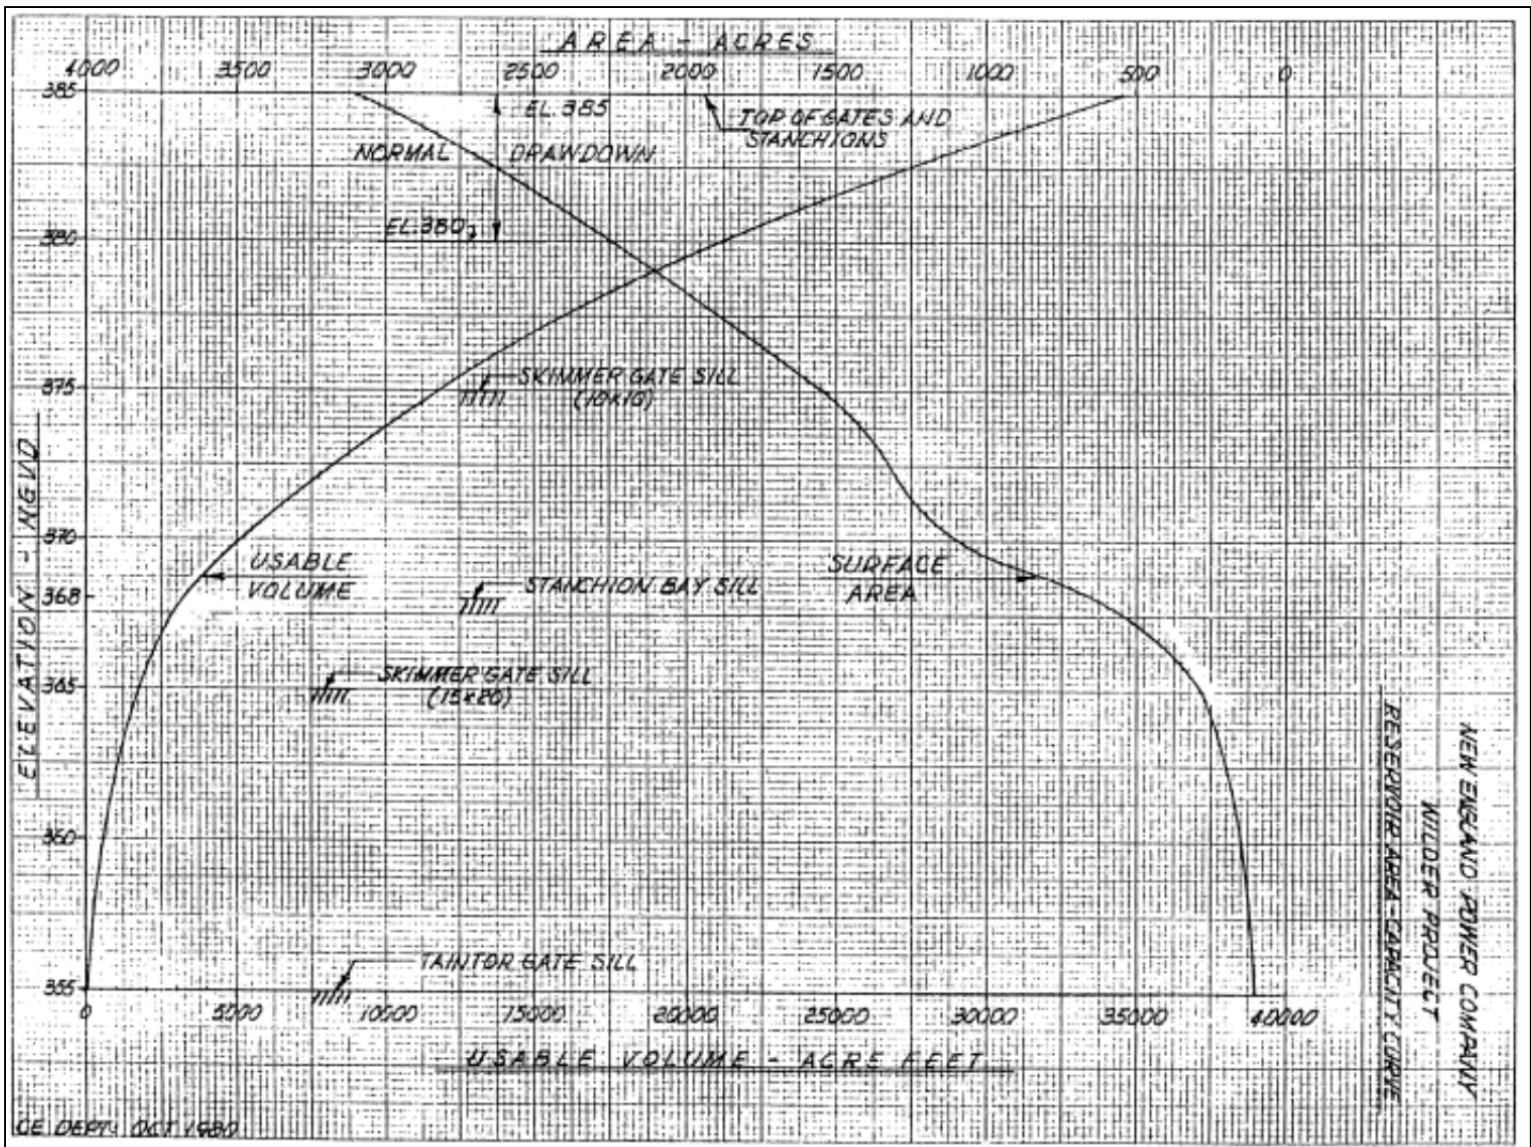 AREA - ACRES
4000 3500 3000 2500 2000 1500 1000 500 0
385
EL. 385
TOP OF GATES AND
STANCHIONS
NORMAL DRAWDOWN
EL. 380
380
375
SKIMMER GATE SILL
(10x10)
ELEVATION - NGVD
370
USABLE
VOLUME
SURFACE
AREA
368
STANCHION BAY SILL
365
SKIMMER GATE SILL
(15x20)
360
TAINTOR GATE SILL
355
0 5000 10000 15000 20000 25000 30000 35000 40000
USABLE VOLUME - ACRE FEET
NEW ENGLAND POWER COMPANY
WILDER PROJECT
RESERVOIR AREA-CAPACITY CURVE
CE DEPT. OCT 1980